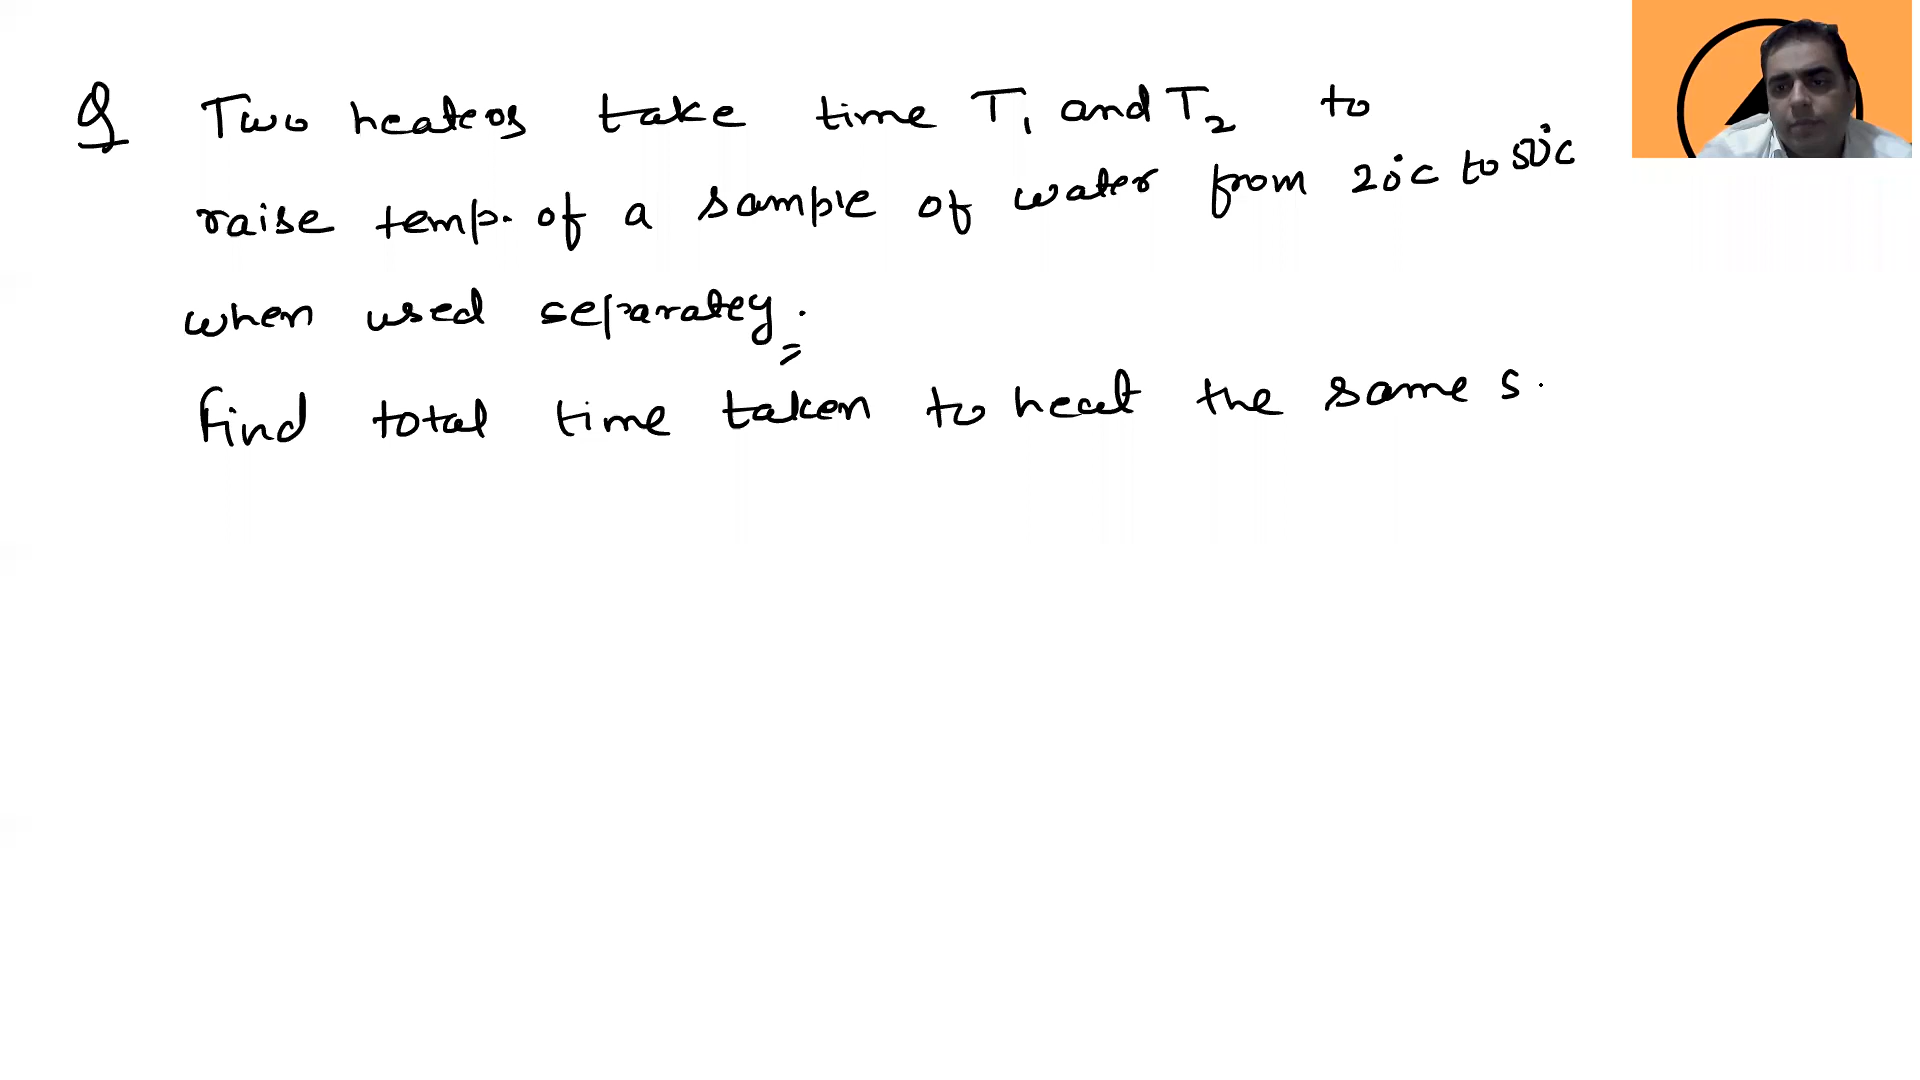 Q Two heaters take time T₁ and T₂ to
raise temp. of a sample of water from 20°C to 50°C
when used separatey.
Find total time taken to heat the same s